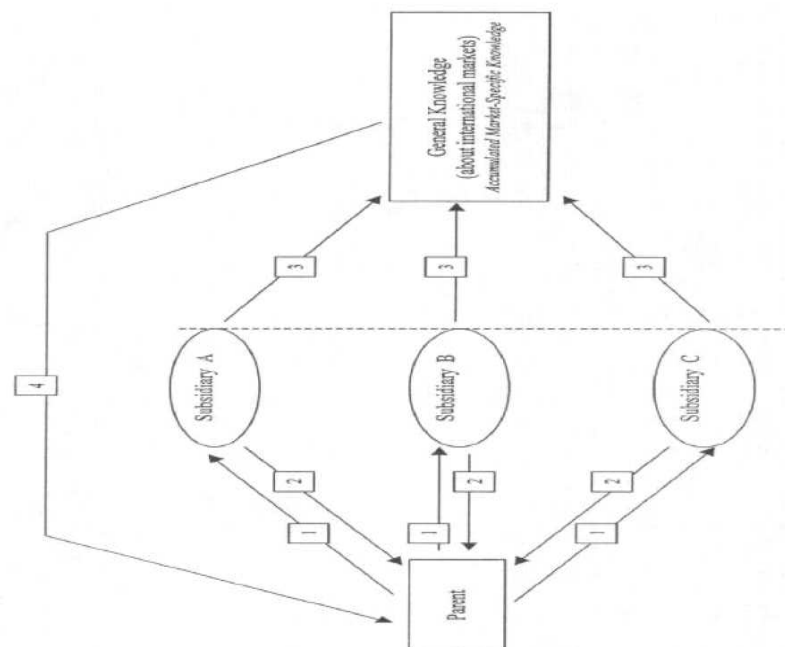 Parent
1
2
1
2
1
2
Subsidiary C
Subsidiary B
Subsidiary A
4
3
3
3
General Knowledge
(about international markets)
Accumulated Market-Specific Knowledge